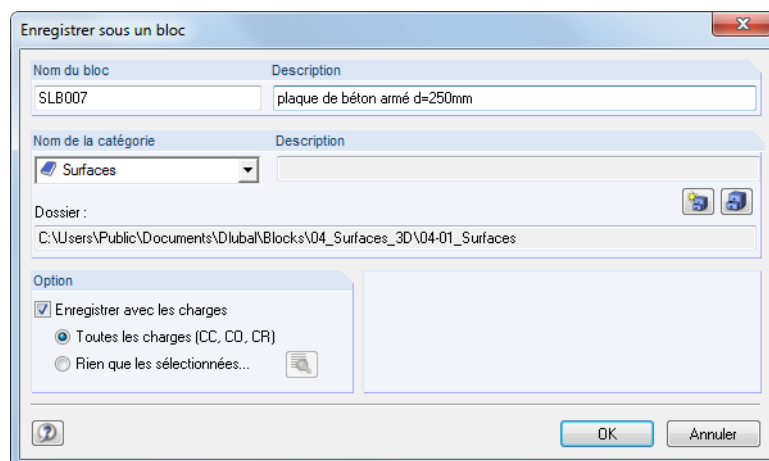 Enregistrer sous un bloc
Nom du bloc
Description
SLB007
plaque de béton armé d=250mm
Nom de la catégorie
Description
Surfaces
Dossier :
C:\Users\Public\Documents\Dlubal\Blocks\04_Surfaces_3D\04-01_Surfaces
Option
Enregistrer avec les charges
Toutes les charges (CC, CO, CR)
Rien que les sélectionnées...
OK
Annuler